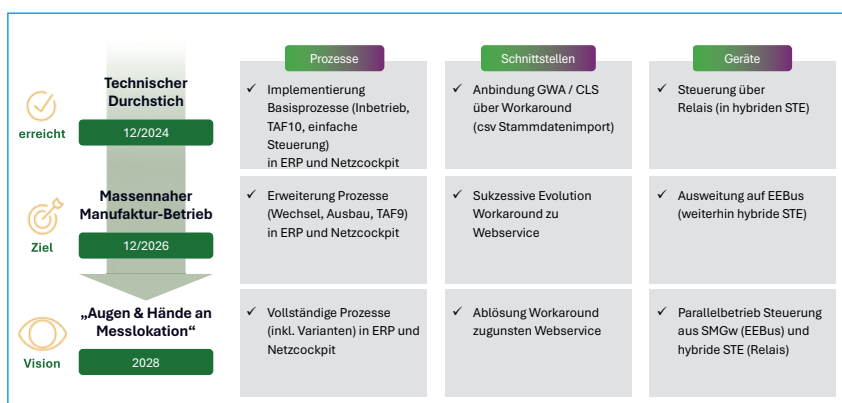 Prozesse
Schnittstellen
Geräte
erreicht
Technischer
Durchstich
12/2024
✓ Implementierung
Basisprozesse (Inbetrieb,
TAF10, einfache
Steuerung)
in ERP und Netzcockpit
✓ Anbindung GWA / CLS
über Workaround
(csv Stammdatenimport)
✓ Steuerung über
Relais (in hybriden STE)
Ziel
Massennaher
Manufaktur-Betrieb
12/2026
✓ Erweiterung Prozesse
(Wechsel, Ausbau, TAF9)
in ERP und Netzcockpit
✓ Sukzessive Evolution
Workaround zu
Webservice
✓ Ausweitung auf EEBus
(weiterhin hybride STE)
Vision
„Augen & Hände an
Messlokation“
2028
✓ Vollständige Prozesse
(inkl. Varianten) in ERP und
Netzcockpit
✓ Ablösung Workaround
zugunsten Webservice
✓ Parallelbetrieb Steuerung
aus SMGw (EEBus) und
hybride STE (Relais)